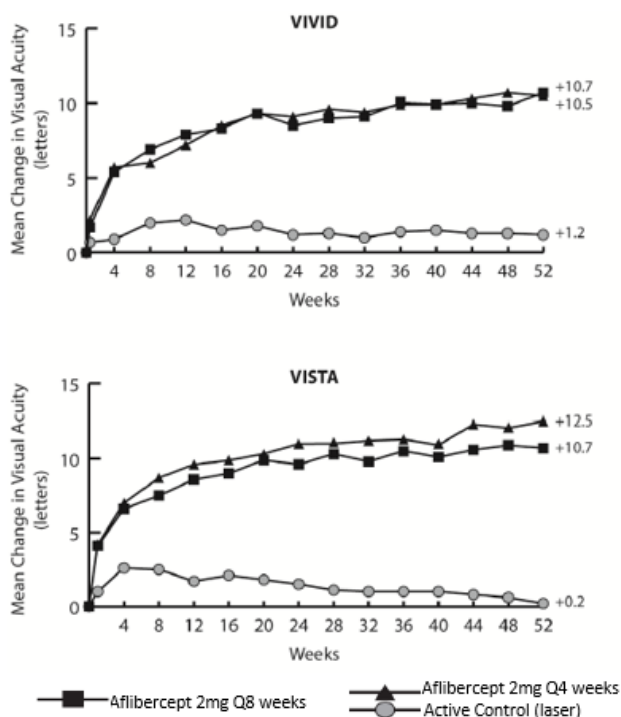 VIVID
Mean Change in Visual Acuity
(letters)
15
10
5
0
+10.7
+10.5
+1.2
4 8 12 16 20 24 28 32 36 40 44 48 52
Weeks
VISTA
Mean Change in Visual Acuity
(letters)
15
10
5
0
+12.5
+10.7
+0.2
4 8 12 16 20 24 28 32 36 40 44 48 52
Weeks
Aflibercept 2mg Q8 weeks
Aflibercept 2mg Q4 weeks
Active Control (laser)